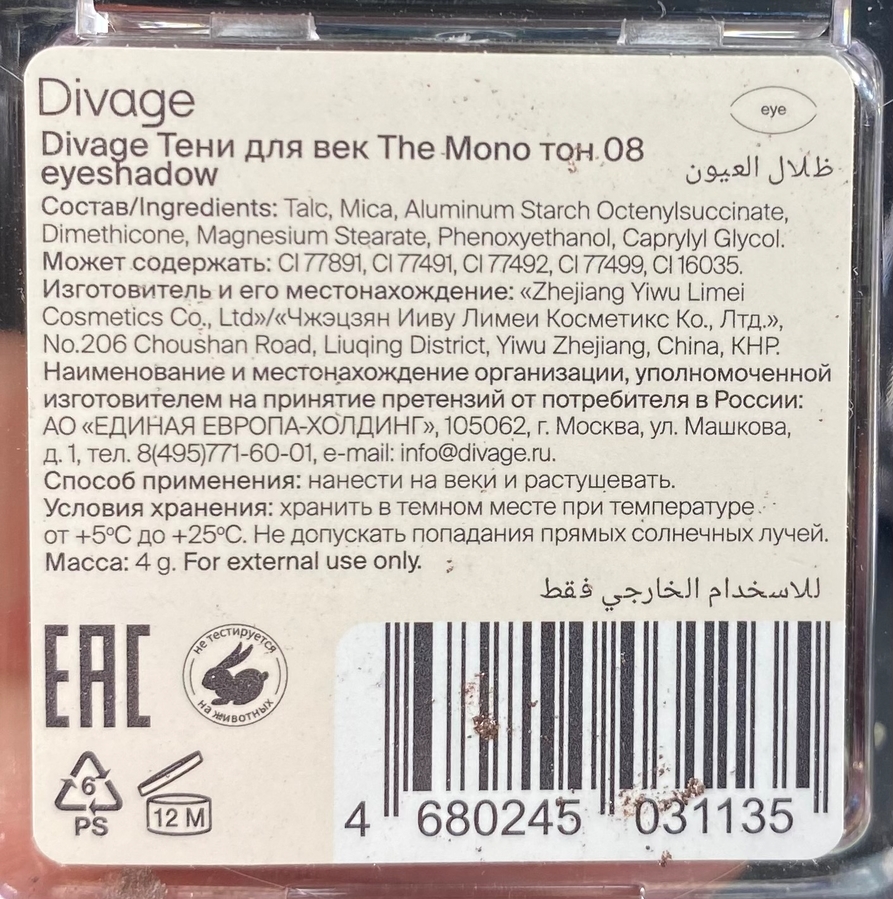 Divage
eye
Divage Тени для век The Mono тон 08
eyeshadow
ظلال العيون
Состав/Ingredients: Talc, Mica, Aluminum Starch Octenylsuccinate,
Dimethicone, Magnesium Stearate, Phenoxyethanol, Caprylyl Glycol.
Может содержать: CI 77891, CI 77491, CI 77492, CI 77499, CI 16035.
Изготовитель и его местонахождение: «Zhejiang Yiwu Limei
Cosmetics Co., Ltd»/«Чжэцзян Ииву Лимеи Косметикс Ко., Лтд.»,
No.206 Choushan Road, Liuqing District, Yiwu Zhejiang, China, КНР.
Наименование и местонахождение организации, уполномоченной
изготовителем на принятие претензий от потребителя в России:
АО «ЕДИНАЯ ЕВРОПА-ХОЛДИНГ», 105062, г. Москва, ул. Машкова,
д. 1, тел. 8(495)771-60-01, e-mail: info@divage.ru.
Способ применения: нанести на веки и растушевать.
Условия хранения: хранить в темном месте при температуре
от +5ºС до +25ºС. Не допускать попадания прямых солнечных лучей.
Масса: 4 g. For external use only.
للاسخدام الخارجي فقط
EAC
не тестируется
на животных
6
PS
12 M
4 680245 031135